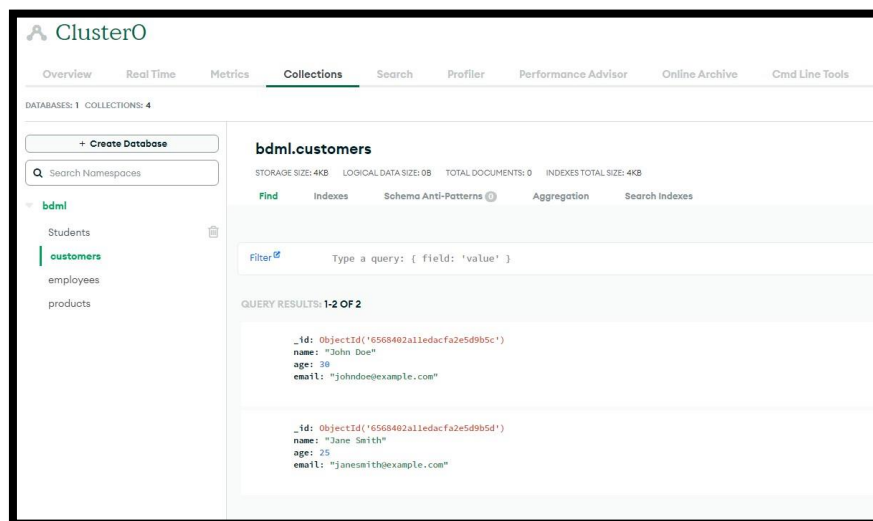 Cluster0
Overview Real Time Metrics Collections Search Profiler Performance Advisor Online Archive Cmd Line Tools
DATABASES: 1 COLLECTIONS: 4
+ Create Database
Search Namespaces
bdml
Students
customers
employees
products
bdml.customers
STORAGE SIZE: 4KB LOGICAL DATA SIZE: 0B TOTAL DOCUMENTS: 0 INDEXES TOTAL SIZE: 4KB
Find Indexes Schema Anti-Patterns 0 Aggregation Search Indexes
Filter Type a query: { field: 'value' }
QUERY RESULTS: 1-2 OF 2
_id: ObjectId('6568402a11edacfa2e5d9b5c')
name: "John Doe"
age: 30
email: "johndoe@example.com"
_id: ObjectId('6568402a11edacfa2e5d9b5d')
name: "Jane Smith"
age: 25
email: "janesmith@example.com"